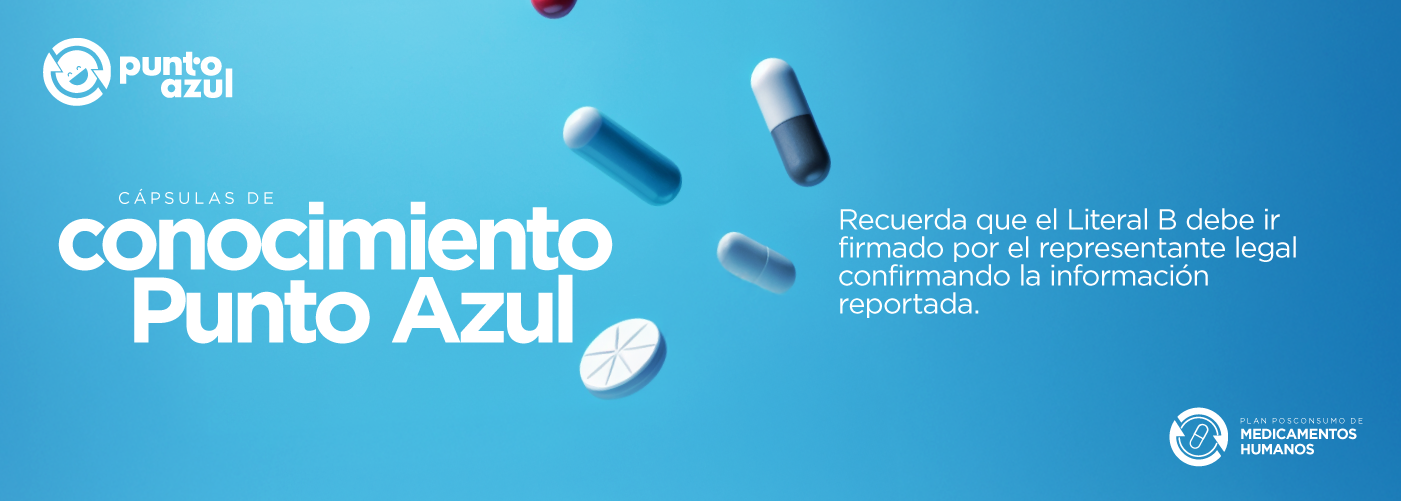 punto
azul
CÁPSULAS DE
conocimiento
Punto Azul
Recuerda que el Literal B debe ir
firmado por el representante legal
confirmando la información
reportada.
PLAN POSCONSUMO DE
MEDICAMENTOS
HUMANOS